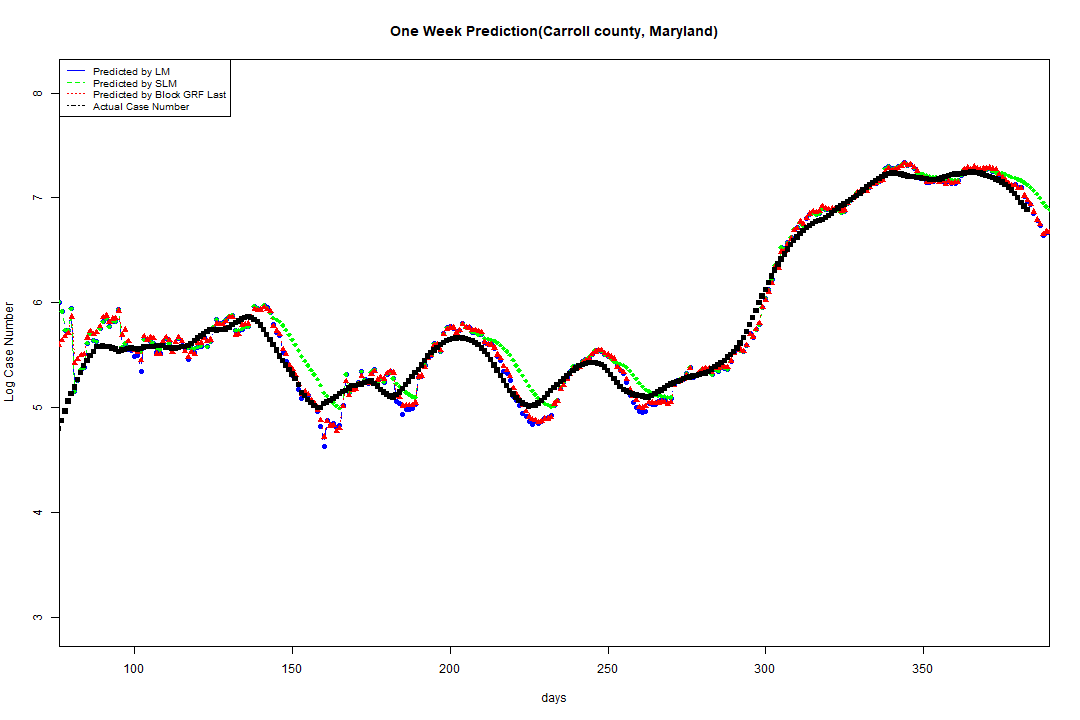 One Week Prediction(Carroll county, Maryland)
Predicted by LM
Predicted by SLM
Predicted by Block GRF Last
Actual Case Number
8
7
6
5
4
3
Log Case Number
100 150 200 250 300 350
days